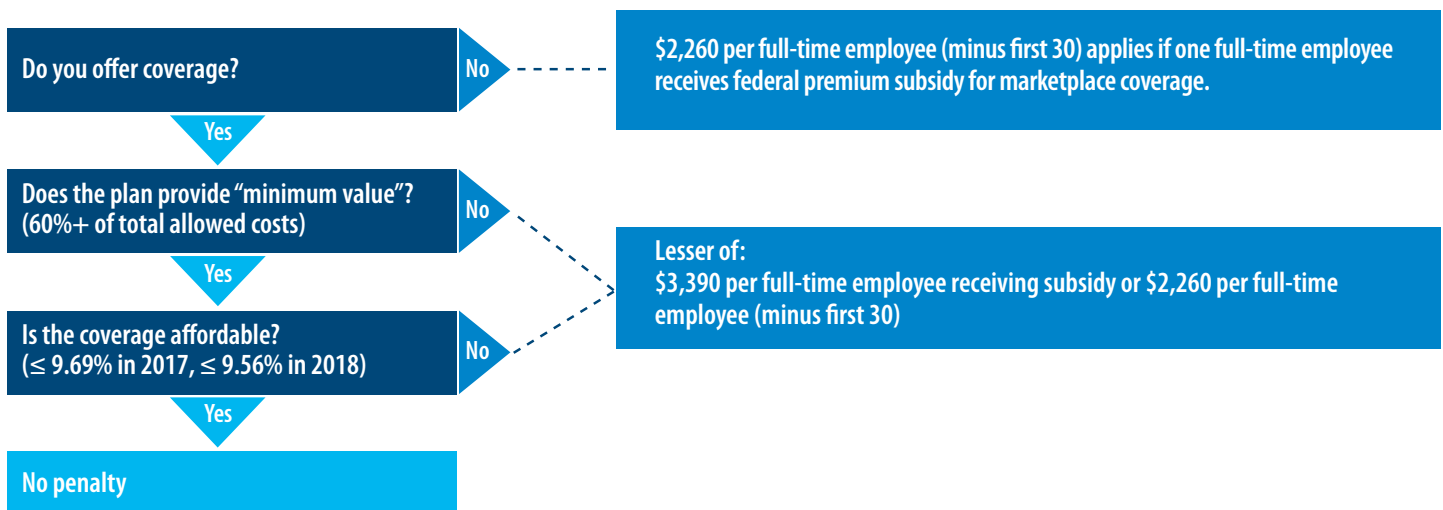 Do you offer coverage?
No
$2,260 per full-time employee (minus first 30) applies if one full-time employee
receives federal premium subsidy for marketplace coverage.
Yes
Does the plan provide “minimum value”?
(60%+ of total allowed costs)
No
Yes
Lesser of:
$3,390 per full-time employee receiving subsidy or $2,260 per full-time
employee (minus first 30)
Is the coverage affordable?
(≤ 9.69% in 2017, ≤ 9.56% in 2018)
No
Yes
No penalty